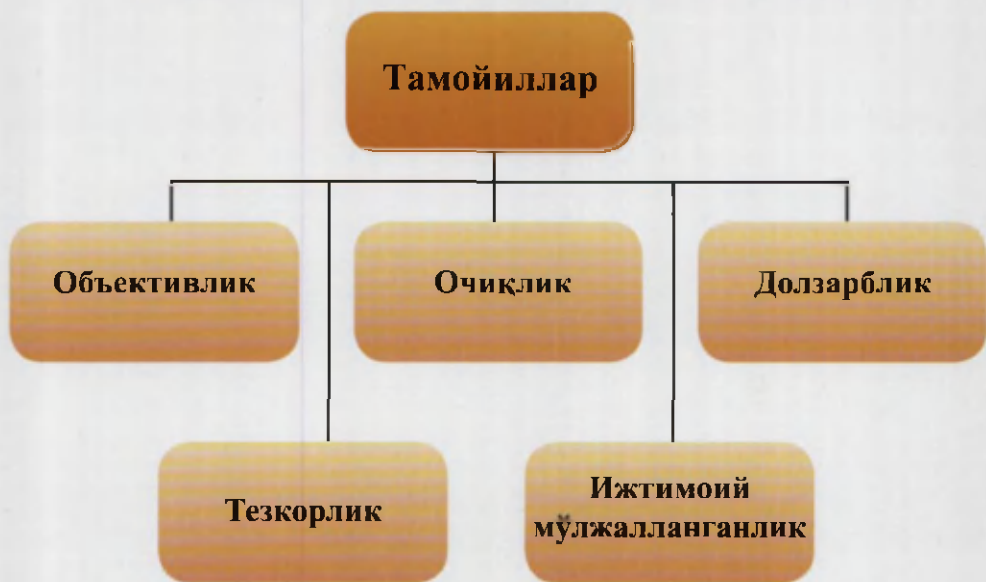 Тамойиллар
Объективлик
Очиқлик
Долзарблик
Тезкорлик
Ижтимоий
мўлжалланганлик